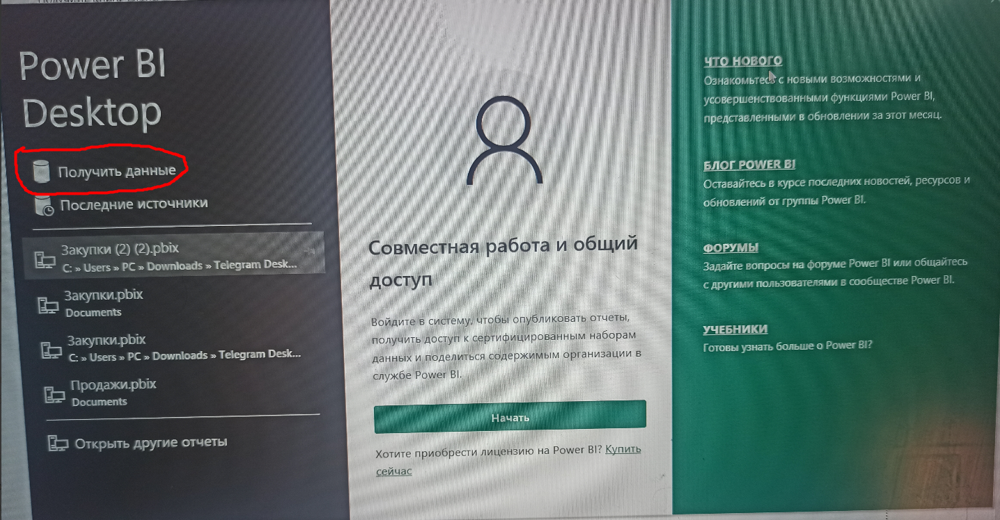 Power BI
Desktop
Получить данные
Последние источники
Закупки (2) (2).pbix
C: » Users » PC » Downloads » Telegram Desk...
Закупки.pbix
Documents
Закупки.pbix
C: » Users » PC » Downloads » Telegram Desk...
Продажи.pbix
Documents
Открыть другие отчеты
Совместная работа и общий
доступ
Войдите в систему, чтобы опубликовать отчеты,
получить доступ к сертифицированным наборам
данных и поделиться содержимым организации в
службе Power BI.
Начать
Хотите приобрести лицензию на Power BI? Купить
сейчас
ЧТО НОВОГО
Ознакомьтесь с новыми возможностями и
усовершенствованными функциями Power BI,
представленными в обновлении за этот месяц.
БЛОГ POWER BI
Оставайтесь в курсе последних новостей, ресурсов и
обновлений от группы Power BI.
ФОРУМЫ
Задайте вопросы на форуме Power BI или общайтесь
с другими пользователями в сообществе Power BI.
УЧЕБНИКИ
Готовы узнать больше о Power BI?